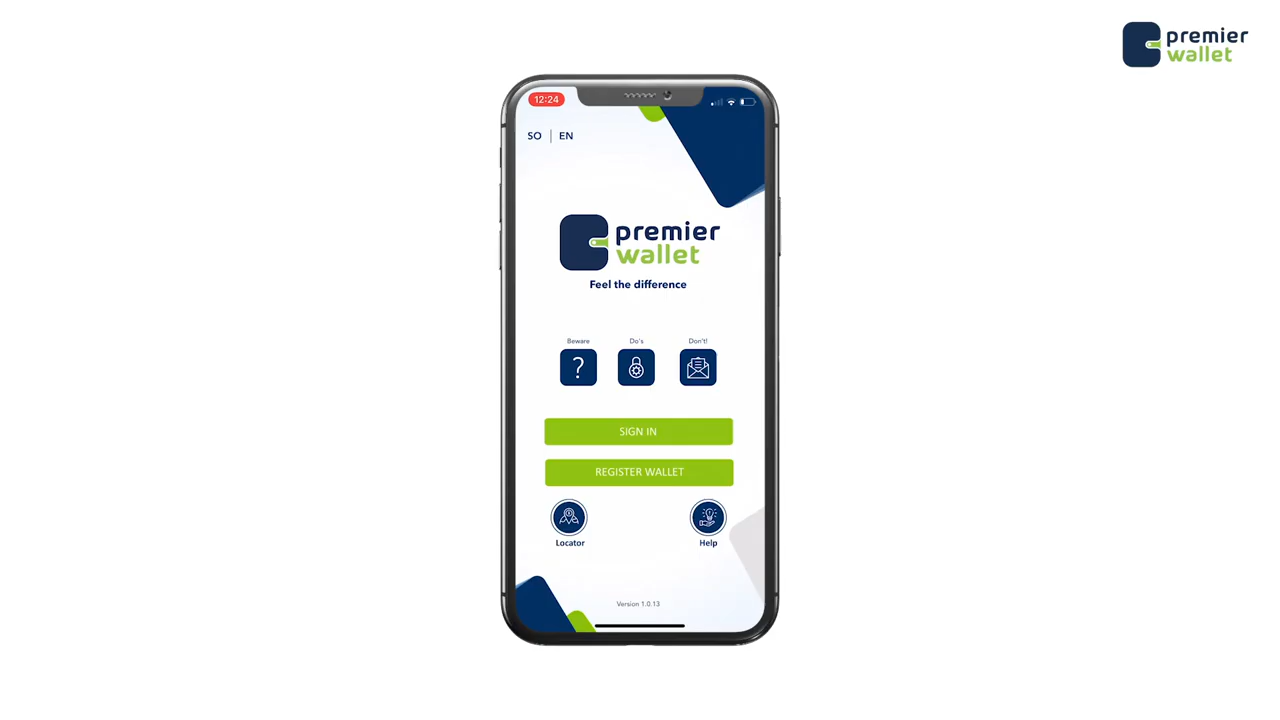 premier
wallet
12:24
SO | EN
premier
wallet
Feel the difference
Beware
Do's
Don't!
?
SIGN IN
REGISTER WALLET
Locator
Help
Version 1.0.13